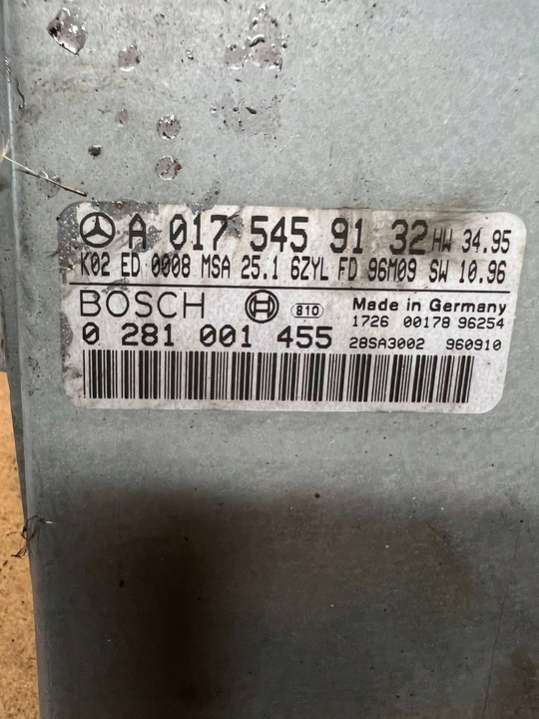 A 017 545 91 32 HW 34.95
K02 ED 0008 MSA 25.1 6ZYL FD 96M09 SW 10.96
BOSCH 810 Made in Germany
1726 00178 96254
0 281 001 455 28SA3002 960910